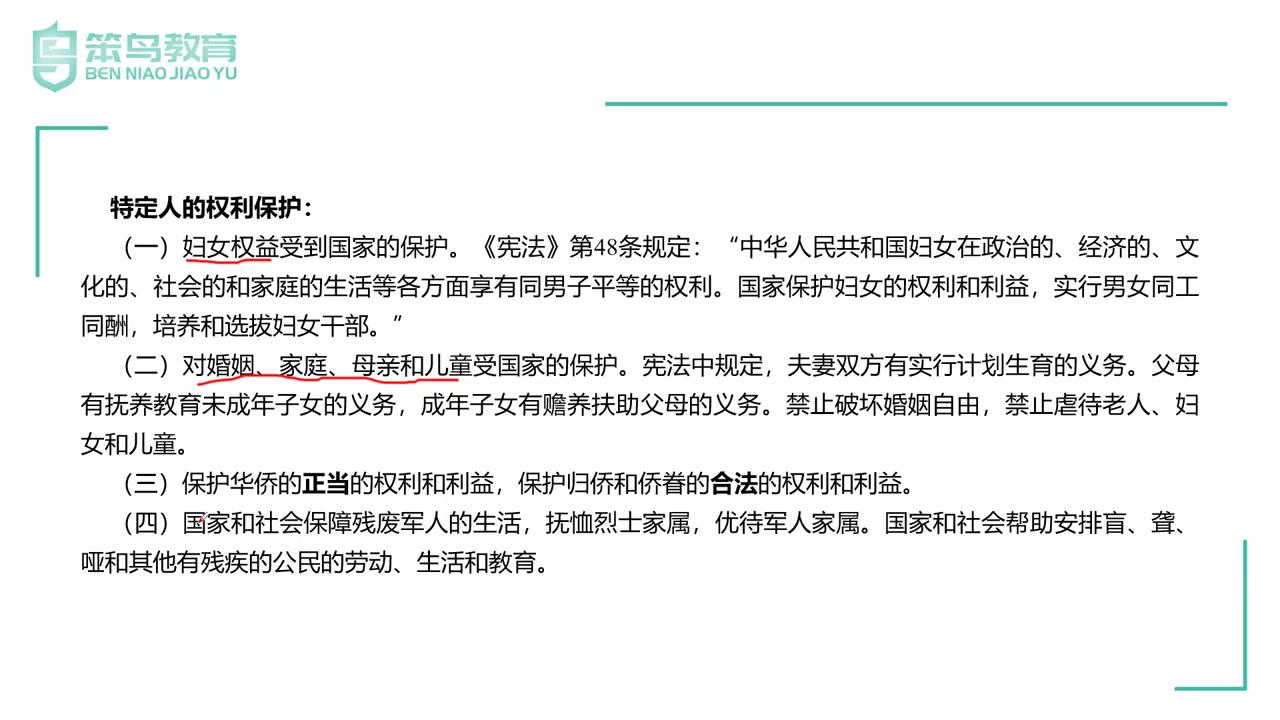 笨鸟教育
BEN NIAO JIAO YU
特定人的权利保护：
（一）妇女权益受到国家的保护。《宪法》第48条规定：“中华人民共和国妇女在政治的、经济的、文
化的、社会的和家庭的生活等各方面享有同男子平等的权利。国家保护妇女的权利和利益，实行男女同工
同酬，培养和选拔妇女干部。”
（二）对婚姻、家庭、母亲和儿童受国家的保护。宪法中规定，夫妻双方有实行计划生育的义务。父母
有抚养教育未成年子女的义务，成年子女有赡养扶助父母的义务。禁止破坏婚姻自由，禁止虐待老人、妇
女和儿童。
（三）保护华侨的正当的权利和利益，保护归侨和侨眷的合法的权利和利益。
（四）国家和社会保障残废军人的生活，抚恤烈士家属，优待军人家属。国家和社会帮助安排盲、聋、
哑和其他有残疾的公民的劳动、生活和教育。